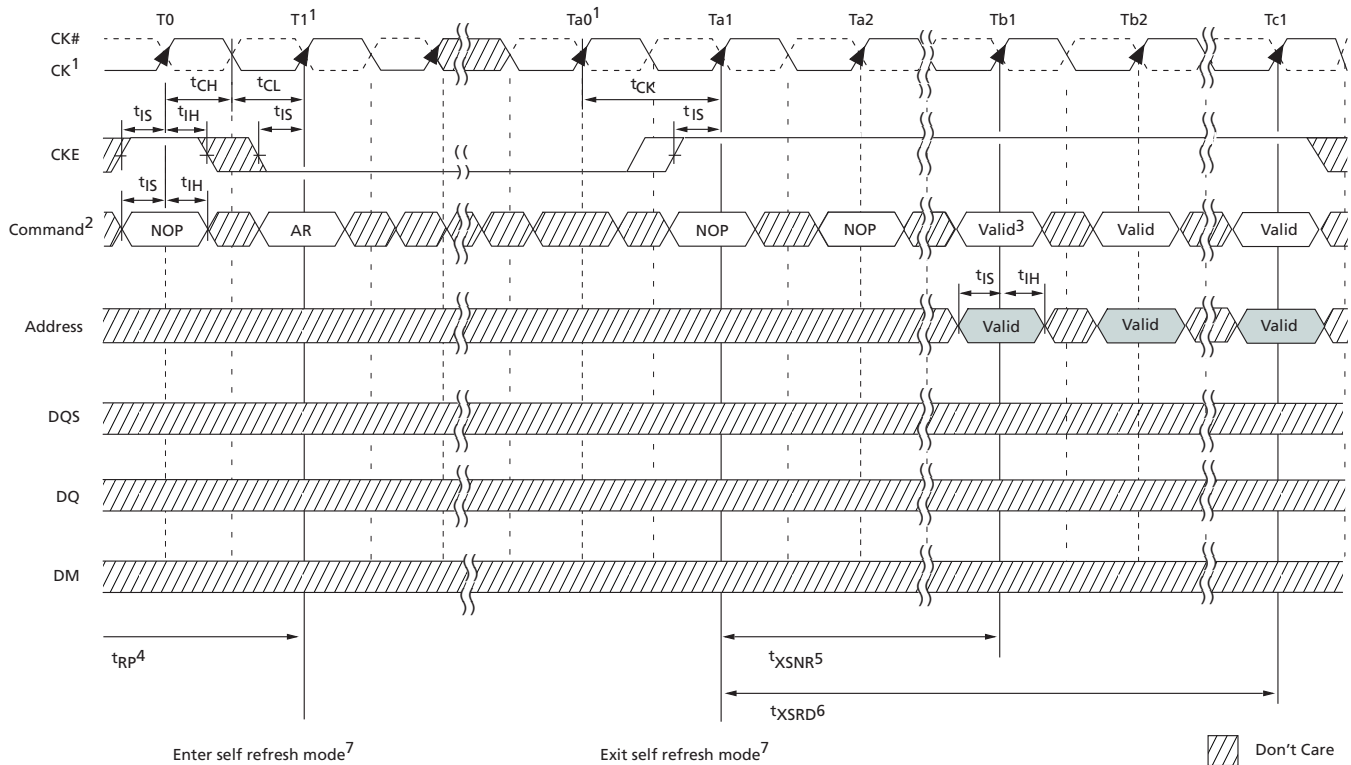 T0 T1¹ Ta0¹ Ta1 Ta2 Tb1 Tb2 Tc1
CK#
CK¹
tCH tCL tCK
tIS tIH tIS tIS
CKE
tIS tIH
Command² NOP AR NOP NOP Valid³ Valid Valid
tIS tIH
Address Valid Valid Valid
DQS
DQ
DM
tRP⁴ tXSNR⁵
tXSRD⁶
Enter self refresh mode⁷ Exit self refresh mode⁷ Don't Care